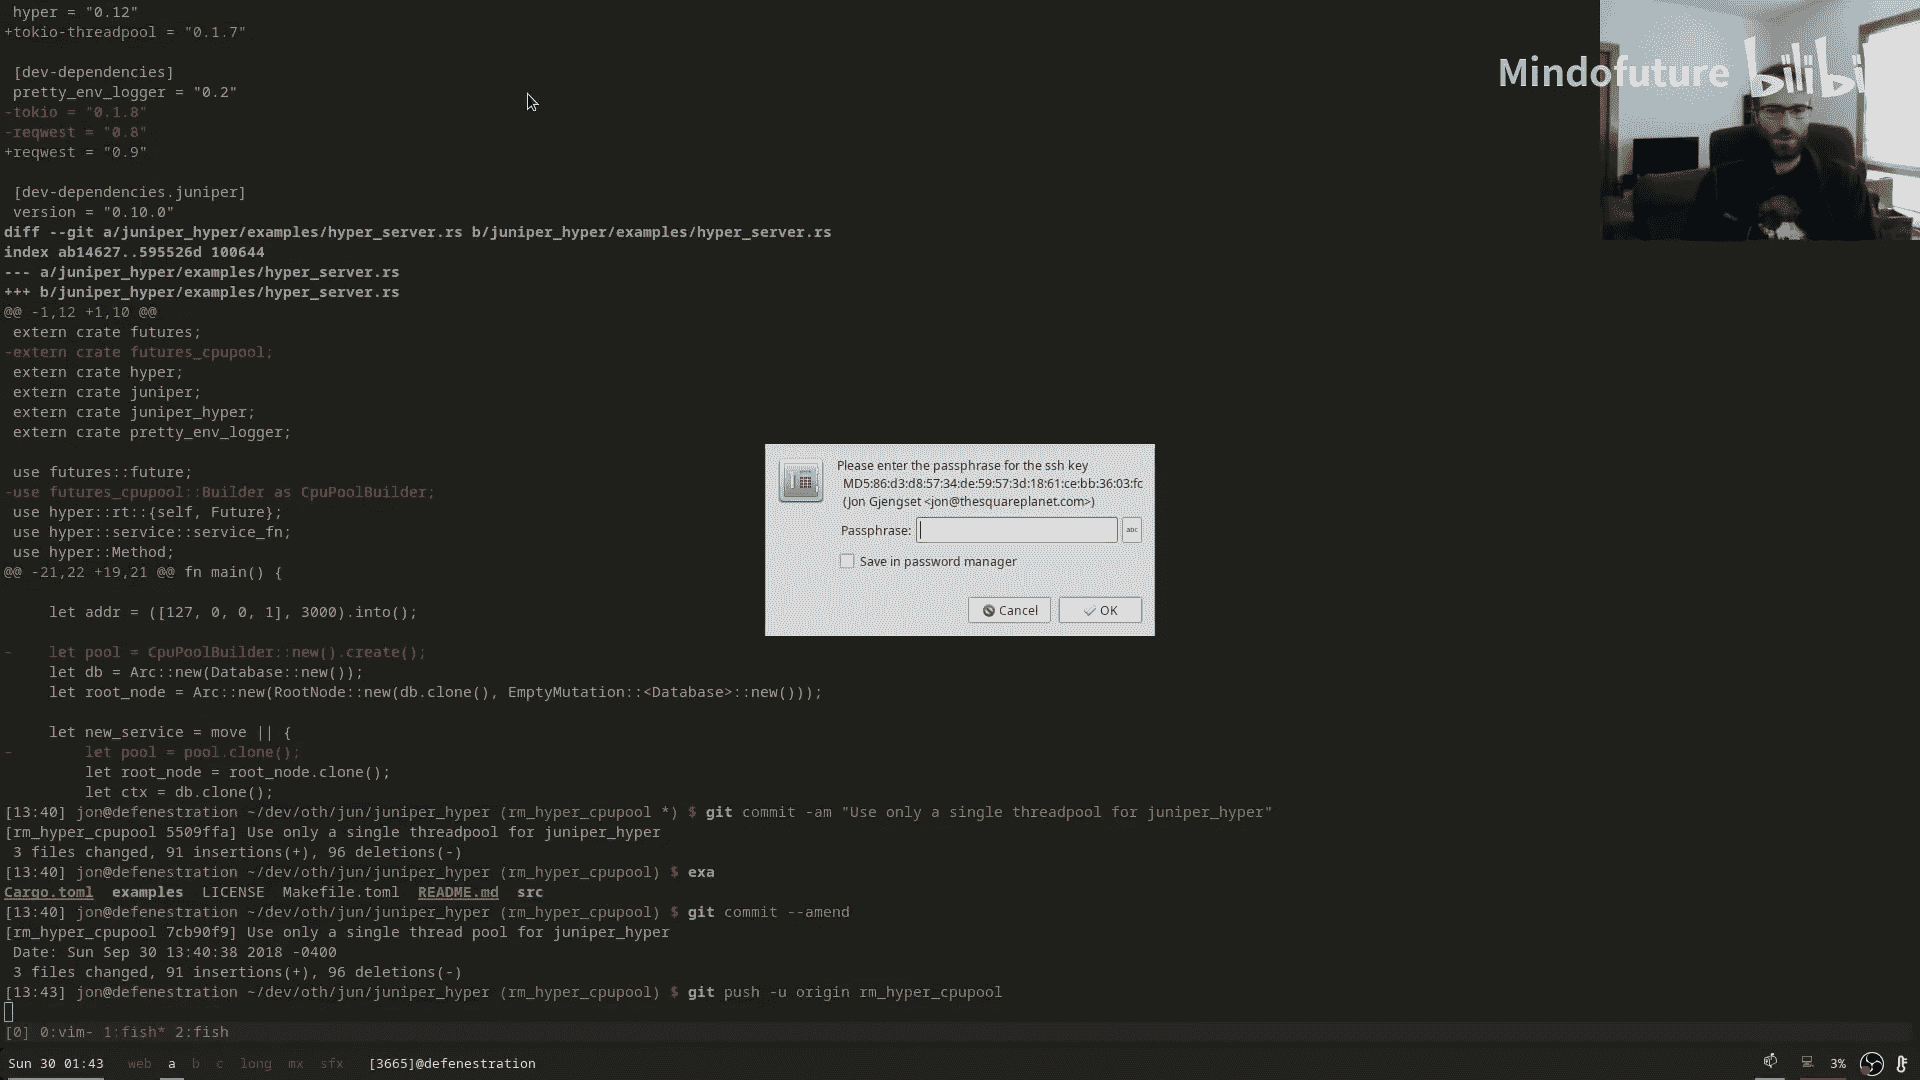 hyper = "0.12"
+tokio-threadpool = "0.1.7"
 [dev-dependencies]
 pretty_env_logger = "0.2"
-tokio = "0.1.8"
-reqwest = "0.8"
+reqwest = "0.9"
 [dev-dependencies.juniper]
 version = "0.10.0"
diff --git a/juniper_hyper/examples/hyper_server.rs b/juniper_hyper/examples/hyper_server.rs
index ab14627..595526d 100644
--- a/juniper_hyper/examples/hyper_server.rs
+++ b/juniper_hyper/examples/hyper_server.rs
@@ -1,12 +1,10 @@
 extern crate futures;
-extern crate futures_cpupool;
 extern crate hyper;
 extern crate juniper;
 extern crate juniper_hyper;
 extern crate pretty_env_logger;
 use futures::future;
-use futures_cpupool::Builder as CpuPoolBuilder;
 use hyper::rt::{self, Future};
 use hyper::service::service_fn;
 use hyper::Method;
@@ -21,22 +19,21 @@ fn main() {
     let addr = ([127, 0, 0, 1], 3000).into();
-    let pool = CpuPoolBuilder::new().create();
     let db = Arc::new(Database::new());
     let root_node = Arc::new(RootNode::new(db.clone(), EmptyMutation::<Database>::new()));
     let new_service = move || {
-        let pool = pool.clone();
         let root_node = root_node.clone();
         let ctx = db.clone();
[13:40] jon@defenestration ~/dev/oth/jun/juniper_hyper (rm_hyper_cpupool *) $ git commit -am "Use only a single threadpool for juniper_hyper"
[rm_hyper_cpupool 5509ffa] Use only a single threadpool for juniper_hyper
 3 files changed, 91 insertions(+), 96 deletions(-)
[13:40] jon@defenestration ~/dev/oth/jun/juniper_hyper (rm_hyper_cpupool) $ exa
Cargo.toml  examples  LICENSE  Makefile.toml  README.md  src
[13:40] jon@defenestration ~/dev/oth/jun/juniper_hyper (rm_hyper_cpupool) $ git commit --amend
[rm_hyper_cpupool 7cb90f9] Use only a single thread pool for juniper_hyper
 Date: Sun Sep 30 13:40:38 2018 -0400
 3 files changed, 91 insertions(+), 96 deletions(-)
[13:43] jon@defenestration ~/dev/oth/jun/juniper_hyper (rm_hyper_cpupool) $ git push -u origin rm_hyper_cpupool
[0] 0:vim- 1:fish* 2:fish
Sun 30 01:43 web a b c long mx sfx [3665]@defenestration 3%
Please enter the passphrase for the ssh key
MD5:86:d3:d8:57:34:de:59:57:3d:18:61:ce:bb:36:03:fc
(Jon Gjengset <jon@thesquareplanet.com>)
Passphrase: abc
Save in password manager
Cancel OK
Mindofuture bilibi